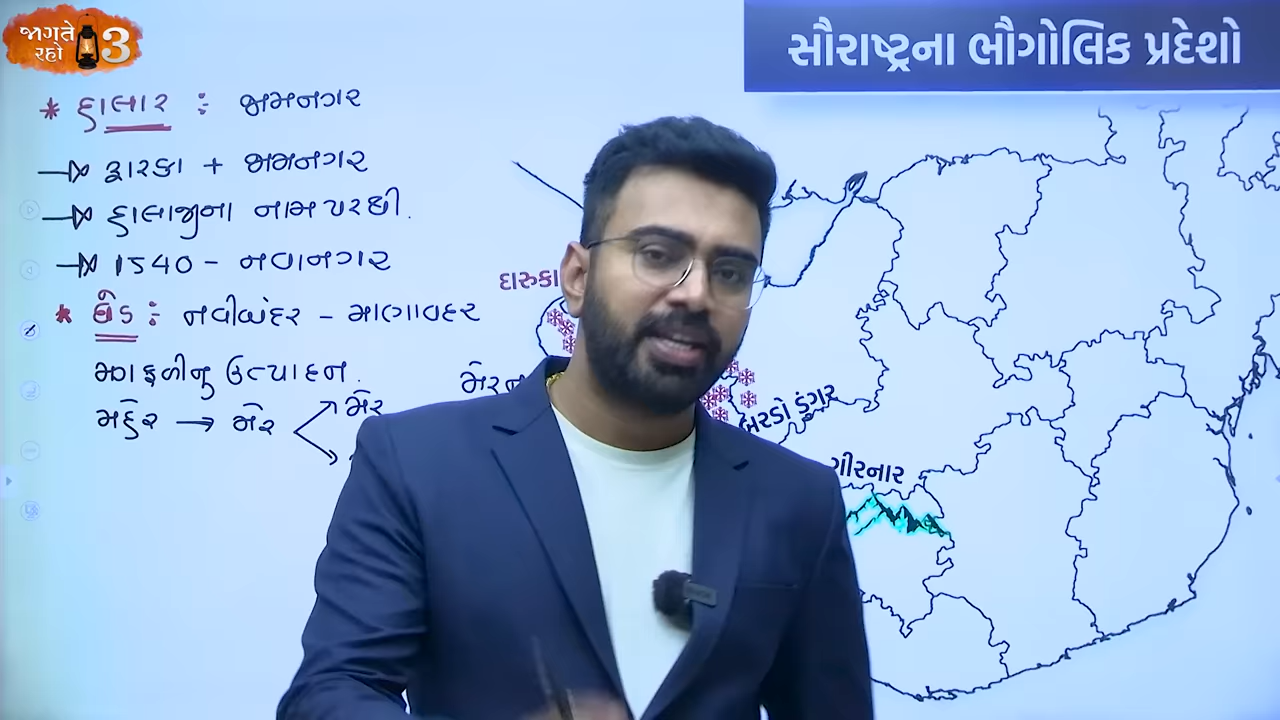 જાગતે
રહો 3
સૌરાષ્ટ્રના ભૌગોલિક પ્રદેશો
* હાલાર : જામનગર
→ દ્વારકા + જામનગર
→ હાલાજીના નામ પરથી.
→ 1540 - નવાનગર
* ઘેડ : નવીબંદર - માણાવદર
મગફળીનુ ઉત્પાદન.
મહેર → મેર
મેર
દારુકા
બરડો ડુંગર
ગીરનાર